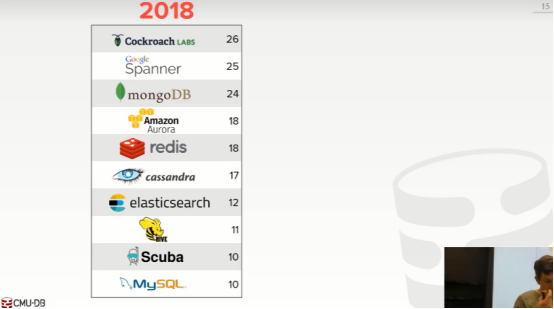 2018
15
Cockroach LABS 26
Google
Spanner 25
mongoDB 24
Amazon
Aurora 18
redis 18
cassandra 17
elasticsearch 12
HIVE 11
Scuba 10
MySQL 10
CMU·DB